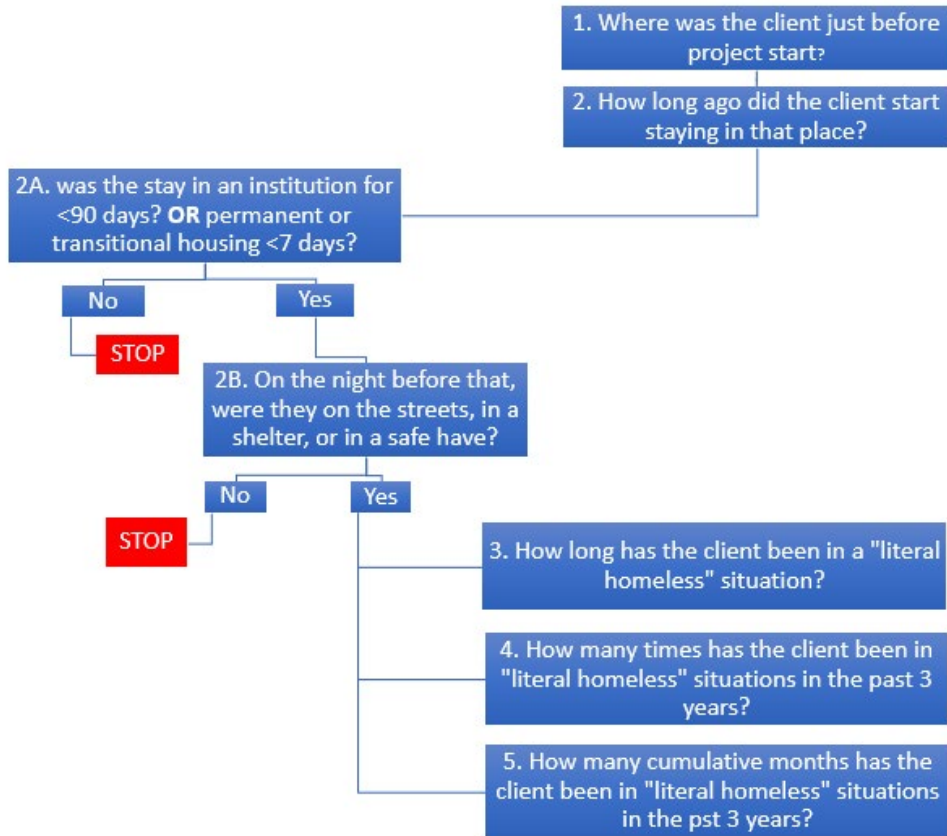 1. Where was the client just before
project start?
2. How long ago did the client start
staying in that place?
2A. was the stay in an institution for
<90 days? OR permanent or
transitional housing <7 days?
No
Yes
STOP
2B. On the night before that,
were they on the streets, in a
shelter, or in a safe have?
No
Yes
STOP
3. How long has the client been in a "literal
homeless" situation?
4. How many times has the client been in
"literal homeless" situations in the past 3
years?
5. How many cumulative months has the
client been in "literal homeless" situations
in the pst 3 years?